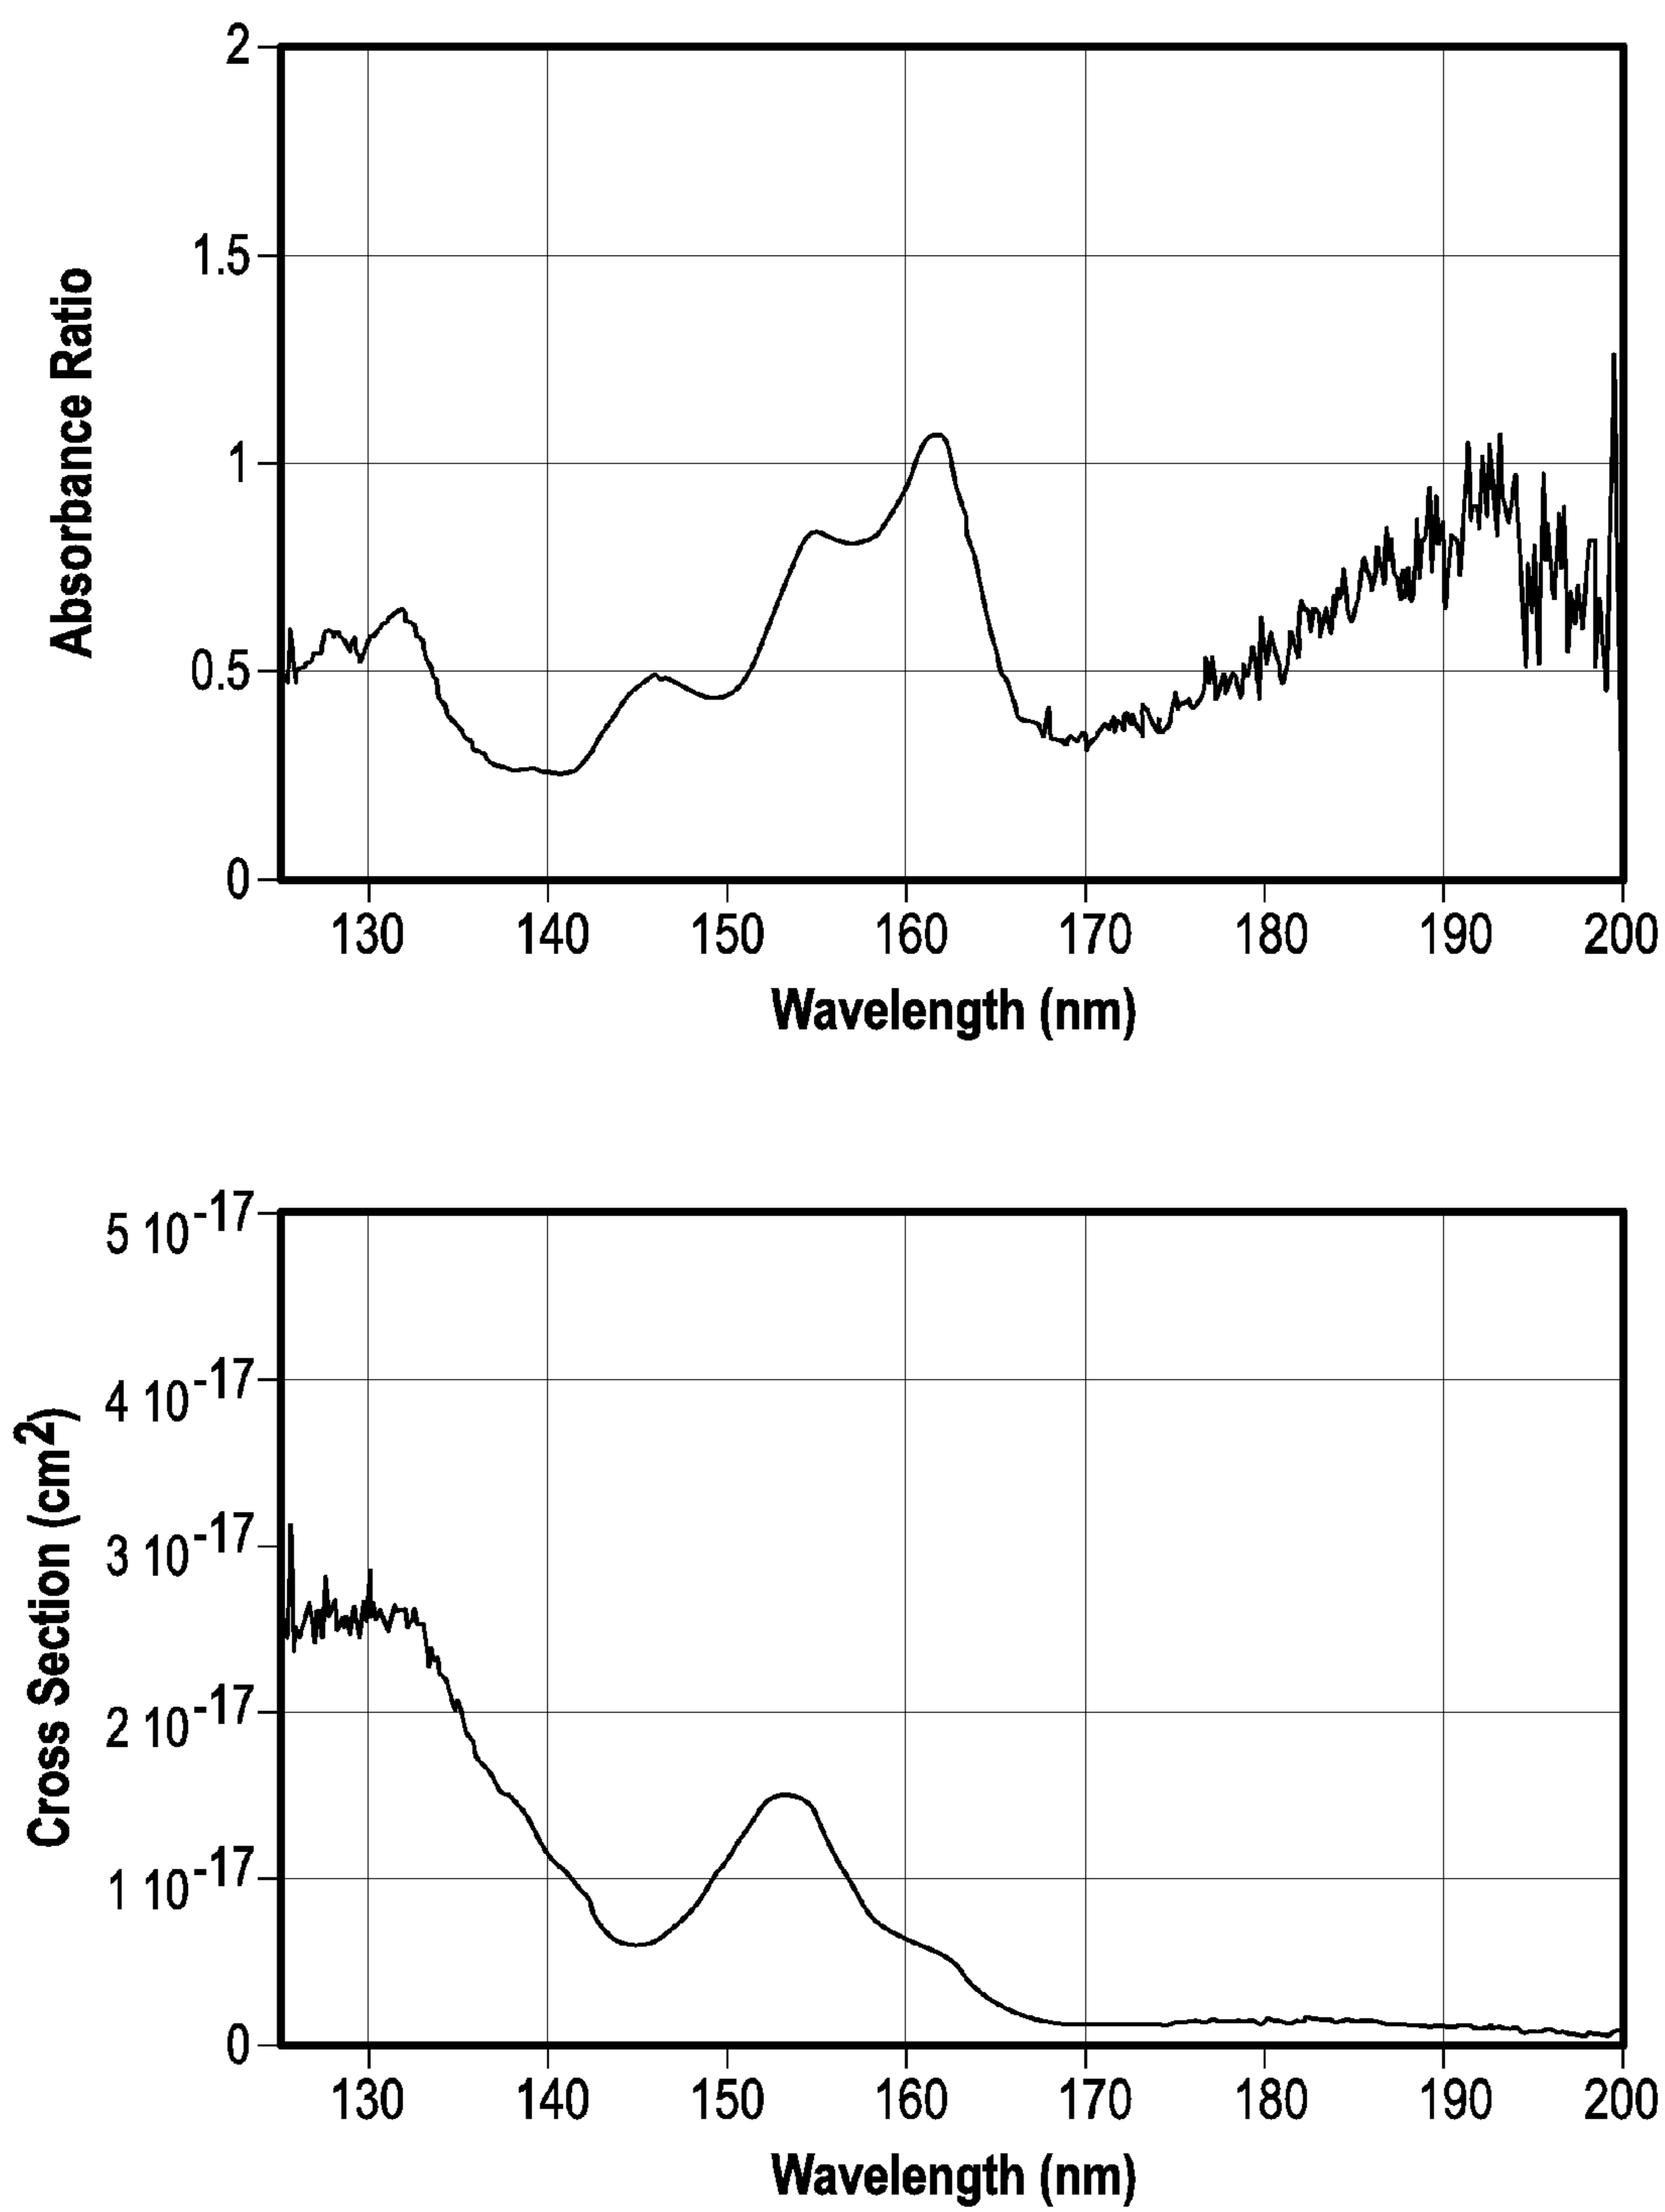 Absorbance Ratio
2
1.5
1
0.5
0
130 140 150 160 170 180 190 200
Wavelength (nm)
Cross Section (cm2)
5 10-17
4 10-17
3 10-17
2 10-17
1 10-17
0
130 140 150 160 170 180 190 200
Wavelength (nm)